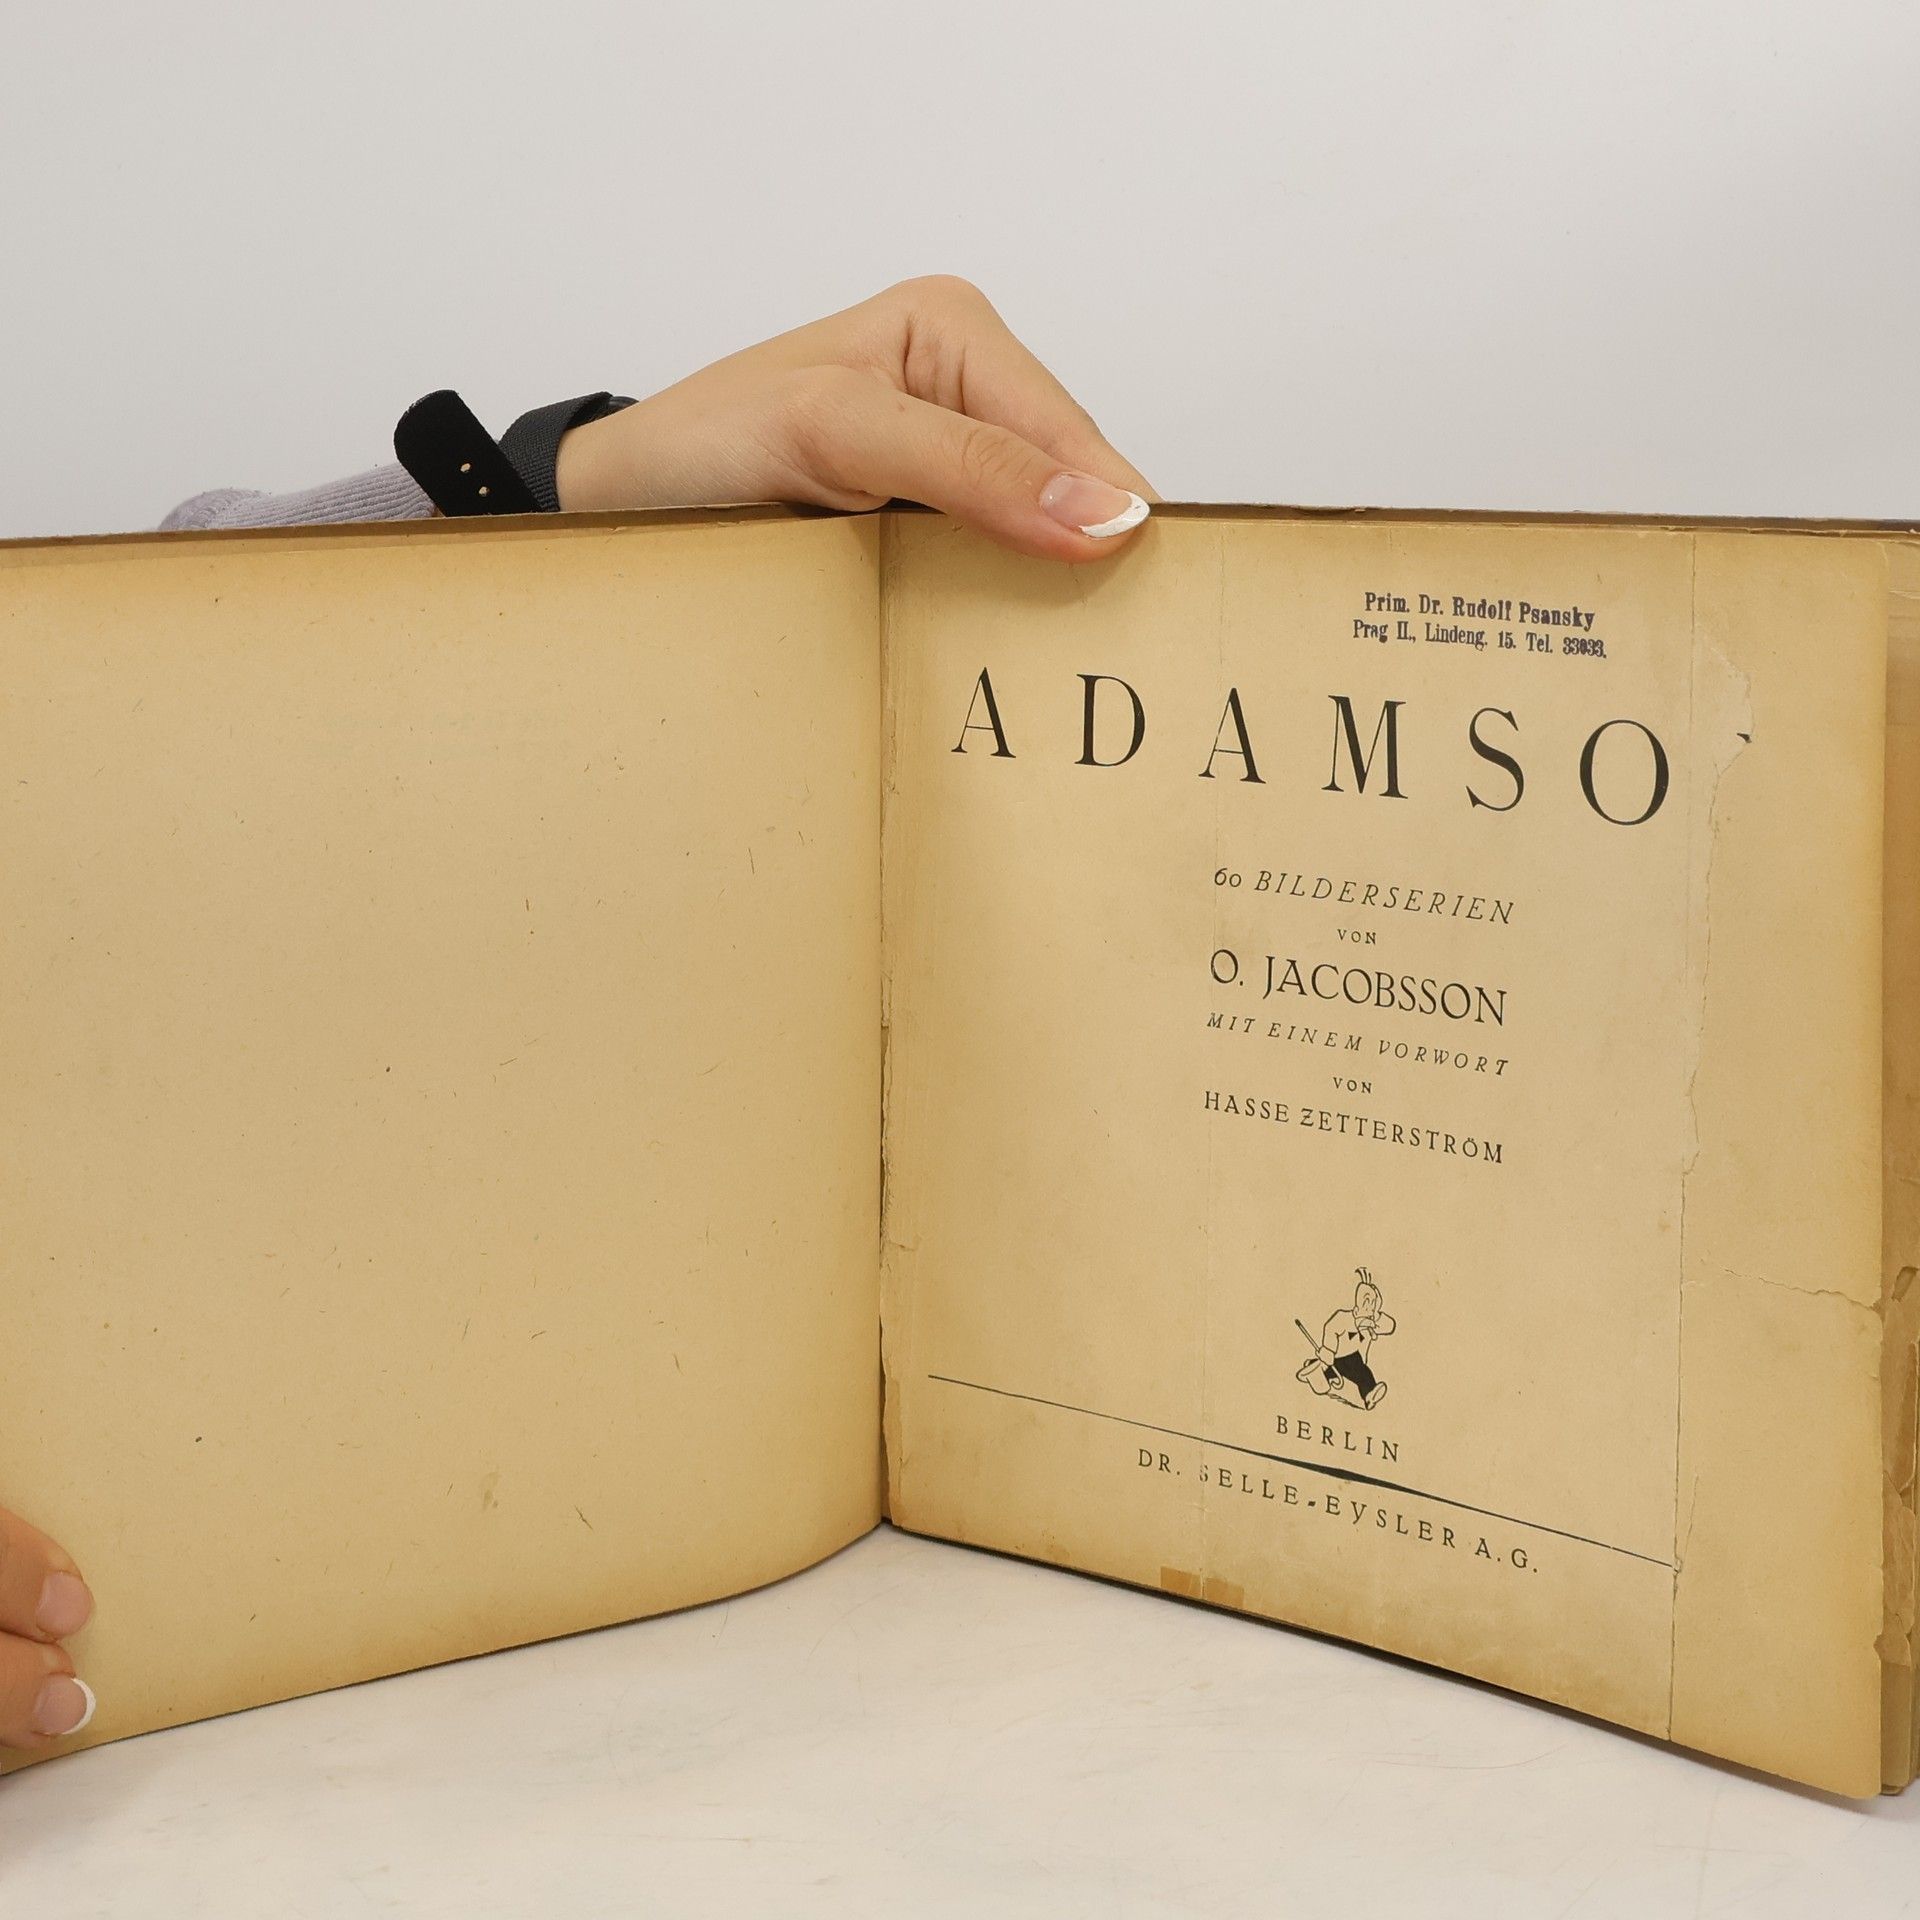 Prim. Dr. Rudolf Psansky
Prag II., Lindeng. 15. Tel. 33033.
ADAMSO
60 BILDERSERIEN
VON
O. JACOBSSON
MIT EINEM VORWORT
VON
HASSE ZETTERSTRÖM
BERLIN
DR. SELLE-EYSLER A.G.